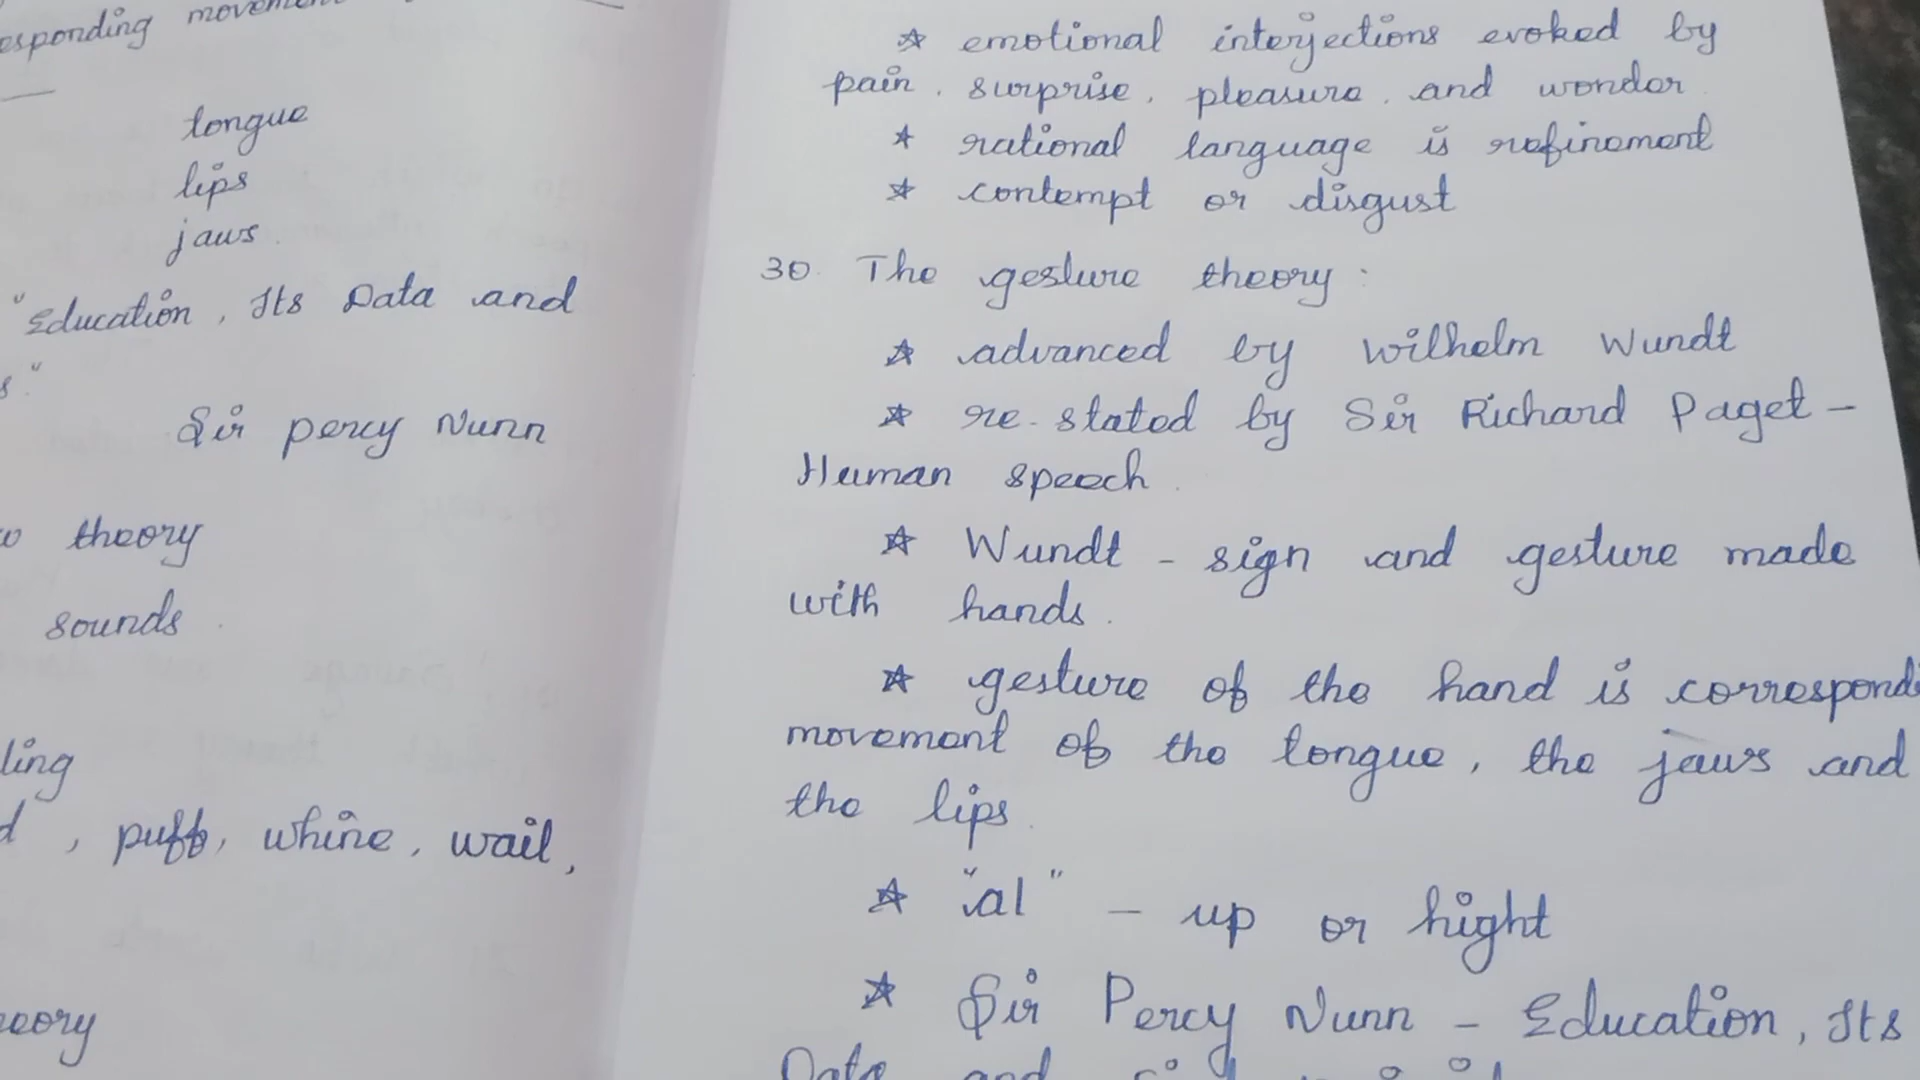 movement
tongue
lips
jaws
"Education, Its Data and
Sir percy Nunn
theory
sounds.
, puff, whine, wail,
☆ emotional interjections evoked by
pain, surprise, pleasure, and wonder
☆ rational language is refinement
☆ contempt or disgust
30. The gesture theory:
☆ advanced by Wilhelm Wundt
☆ re-stated by Sir Richard Paget –
Human speech.
☆ Wundt – sign and gesture made
with hands.
☆ gesture of the hand is
movement of the tongue, the jaws and
the lips.
☆ "al" – up or hight
☆ Sir Percy Nunn – Education, Its
Data and